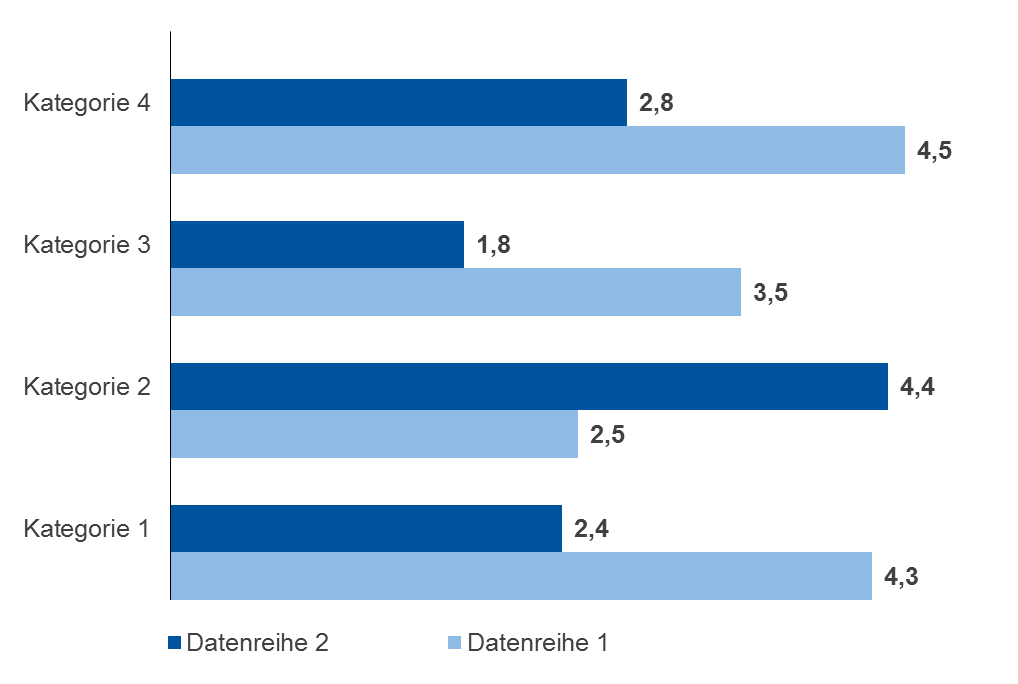 Kategorie 4
2,8
4,5
Kategorie 3
1,8
3,5
Kategorie 2
4,4
2,5
Kategorie 1
2,4
4,3
Datenreihe 2 Datenreihe 1